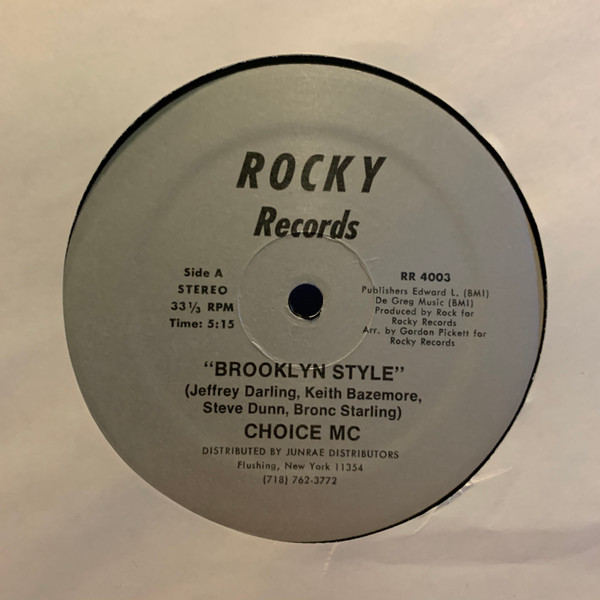 ROCKY
Records
Side A
STEREO
33 1/3 RPM
Time: 5:15
RR 4003
Publishers Edward L. (BMI)
De Greg Music (BMI)
Produced by Rock for
Rocky Records
Arr. by Gordon Pickett for
Rocky Records
"BROOKLYN STYLE"
(Jeffrey Darling, Keith Bazemore,
Steve Dunn, Bronc Starling)
CHOICE MC
DISTRIBUTED BY JUNRAE DISTRIBUTORS
Flushing, New York 11354
(718) 762-3772